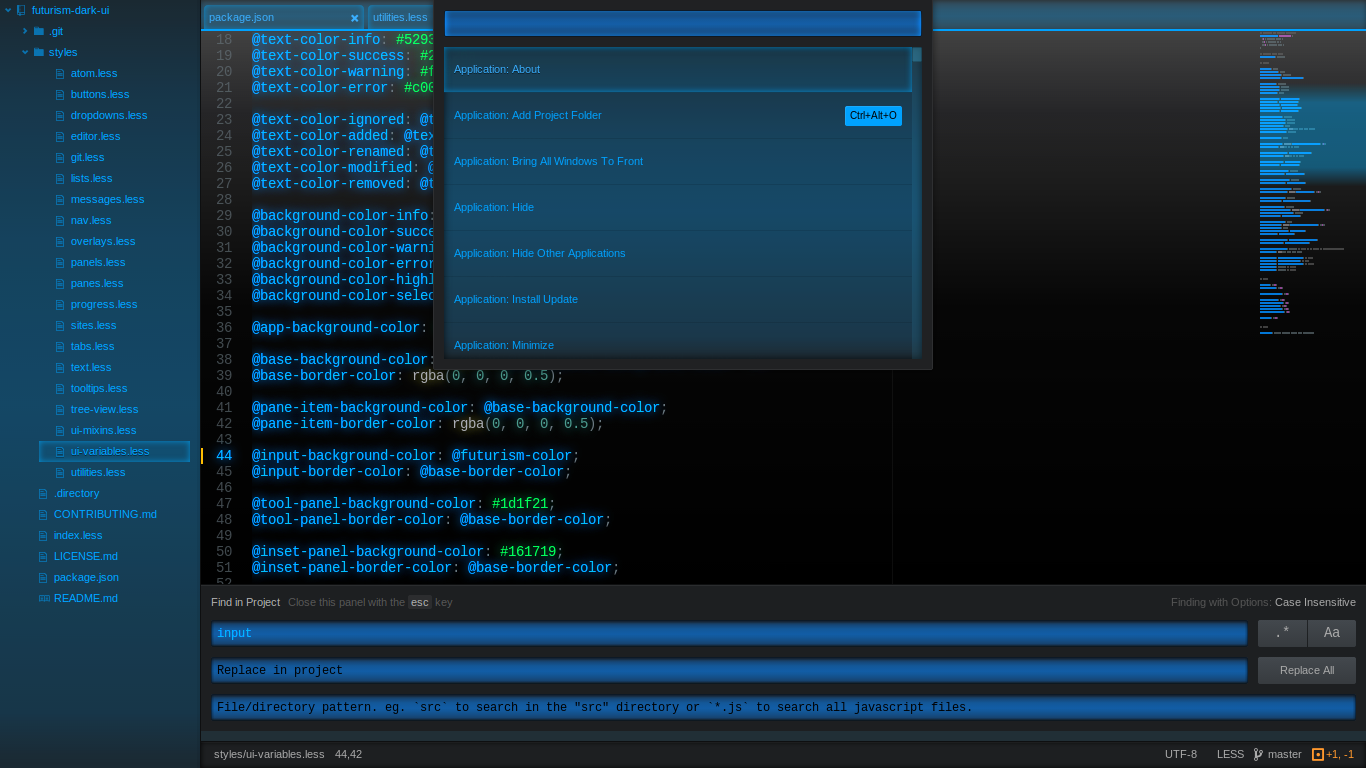 futurism-dark-ui
.git
styles
atom.less
buttons.less
dropdowns.less
editor.less
git.less
lists.less
messages.less
nav.less
overlays.less
panels.less
panes.less
progress.less
sites.less
tabs.less
text.less
tooltips.less
tree-view.less
ui-mixins.less
ui-variables.less
utilities.less
.directory
CONTRIBUTING.md
index.less
LICENSE.md
package.json
README.md
package.json
utilities.less
18 @text-color-info: #5293
19 @text-color-success: #2
20 @text-color-warning: #f
21 @text-color-error: #c00
22
23 @text-color-ignored: @t
24 @text-color-added: @tex
25 @text-color-renamed: @t
26 @text-color-modified: @
27 @text-color-removed: @t
28
29 @background-color-info:
30 @background-color-succe
31 @background-color-warni
32 @background-color-error
33 @background-color-highl
34 @background-color-selec
35
36 @app-background-color:
37
38 @base-background-color:
39 @base-border-color: rgba(0, 0, 0, 0.5);
40
41 @pane-item-background-color: @base-background-color;
42 @pane-item-border-color: rgba(0, 0, 0, 0.5);
43
44 @input-background-color: @futurism-color;
45 @input-border-color: @base-border-color;
46
47 @tool-panel-background-color: #1d1f21;
48 @tool-panel-border-color: @base-border-color;
49
50 @inset-panel-background-color: #161719;
51 @inset-panel-border-color: @base-border-color;
52
Application: About
Application: Add Project Folder Ctrl+Alt+O
Application: Bring All Windows To Front
Application: Hide
Application: Hide Other Applications
Application: Install Update
Application: Minimize
Find in Project Close this panel with the esc key Finding with Options: Case Insensitive
input .* Aa
Replace in project Replace All
File/directory pattern. eg. `src` to search in the "src" directory or `*.js` to search all javascript files.
styles/ui-variables.less 44,42 UTF-8 LESS master +1, -1